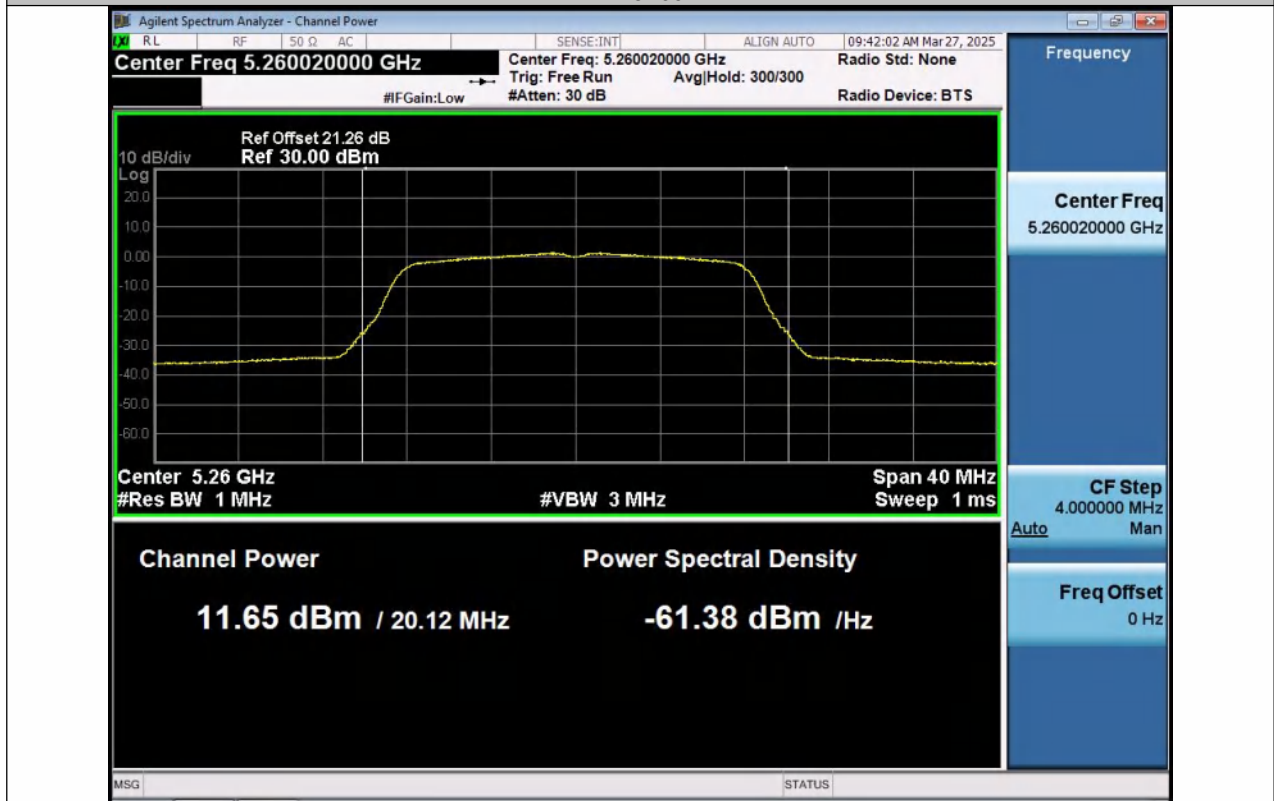 Agilent Spectrum Analyzer - Channel Power
LXI RL RF 50 Ω AC SENSE:INT ALIGN AUTO 09:42:02 AM Mar 27, 2025
Center Freq 5.260020000 GHz
Center Freq: 5.260020000 GHz Radio Std: None
Trig: Free Run Avg|Hold: 300/300
#IFGain:Low #Atten: 30 dB Radio Device: BTS
Ref Offset 21.26 dB
10 dB/div Ref 30.00 dBm
Log
20.0
10.0
0.00
-10.0
-20.0
-30.0
-40.0
-50.0
-60.0
Center 5.26 GHz Span 40 MHz
#Res BW 1 MHz #VBW 3 MHz Sweep 1 ms
Channel Power Power Spectral Density
11.65 dBm / 20.12 MHz -61.38 dBm /Hz
MSG STATUS
Frequency
Center Freq
5.260020000 GHz
CF Step
4.000000 MHz
Auto Man
Freq Offset
0 Hz